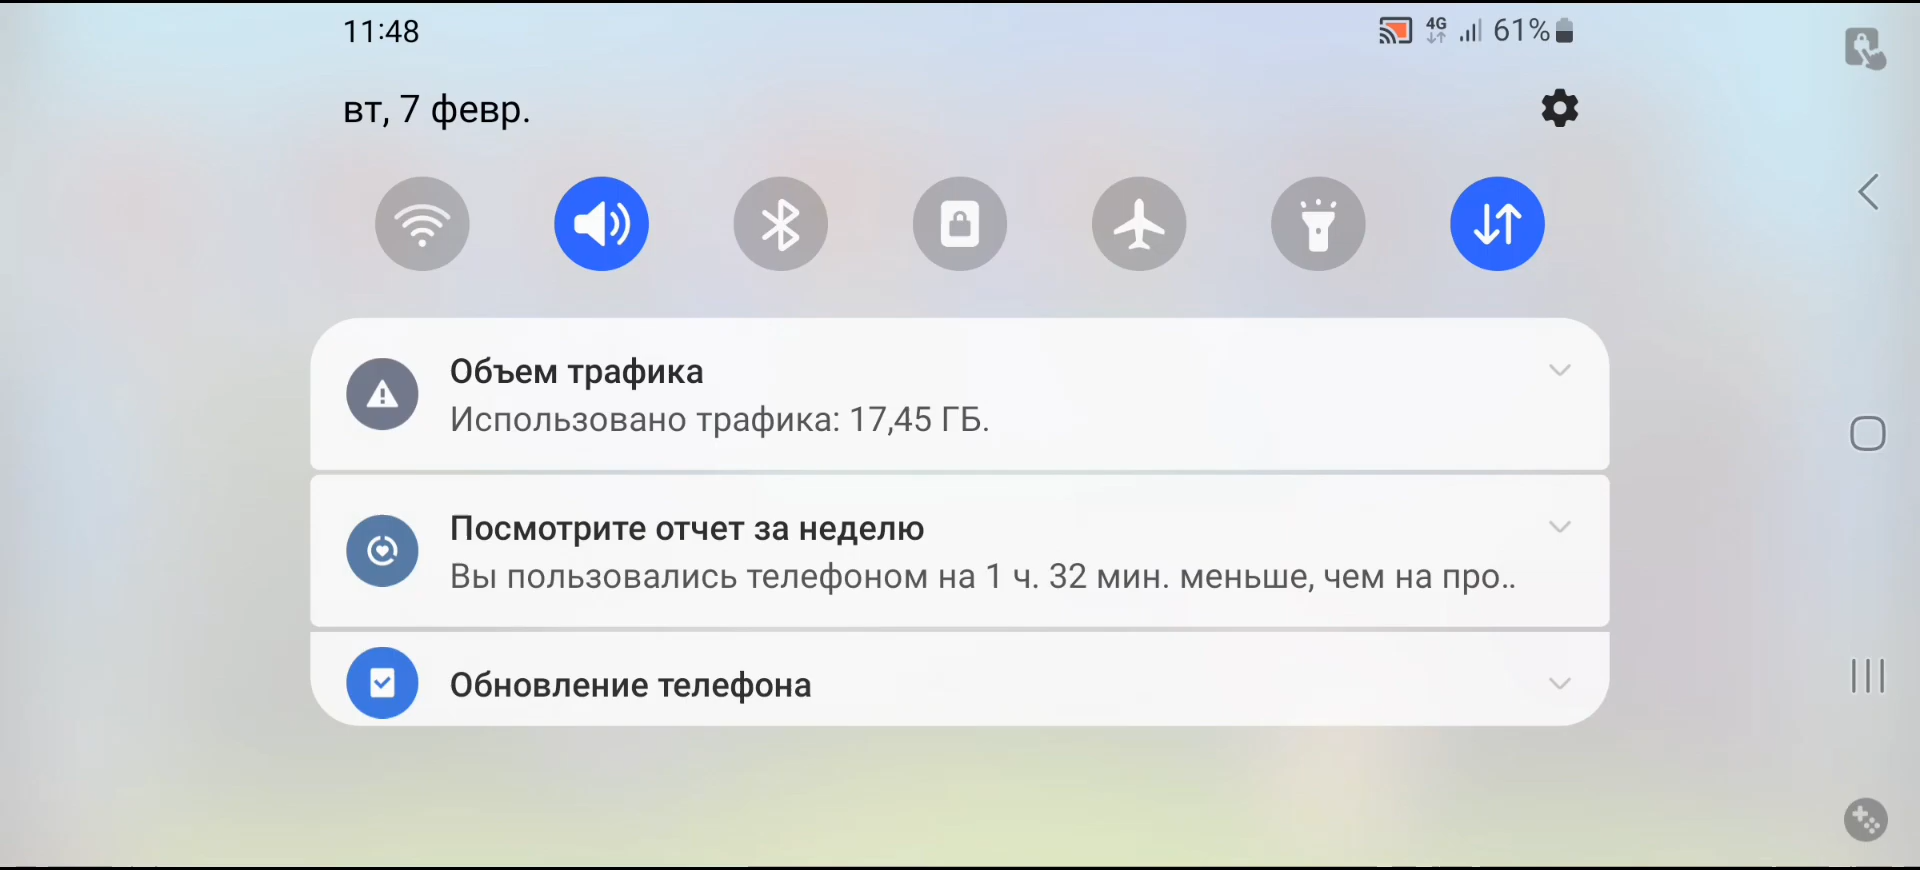 11:48
4G 61%
вт, 7 февр.
Объем трафика
Использовано трафика: 17,45 ГБ.
Посмотрите отчет за неделю
Вы пользовались телефоном на 1 ч. 32 мин. меньше, чем на про..
Обновление телефона